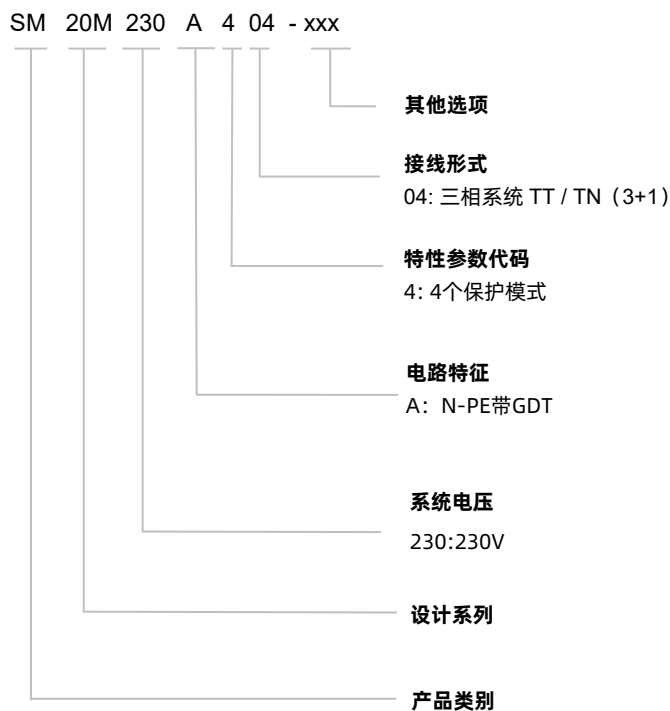 SM 20M 230 A 4 04 - xxx
其他选项
接线形式
04: 三相系统 TT / TN（3+1）
特性参数代码
4: 4个保护模式
电路特征
A：N-PE带GDT
系统电压
230:230V
设计系列
产品类别